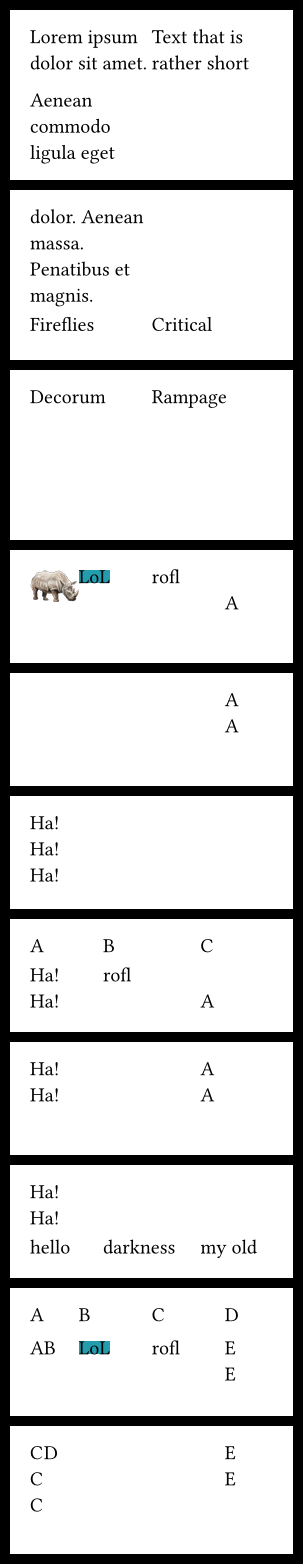 Lorem ipsum Text that is
dolor sit amet. rather short
Aenean
commodo
ligula eget
dolor. Aenean
massa.
Penatibus et
magnis.
Fireflies Critical
Decorum Rampage
LoL rofl
A
A
A
Ha!
Ha!
Ha!
A B C
Ha! rofl
Ha! A
Ha! A
Ha! A
Ha!
Ha!
hello darkness my old
A B C D
AB LoL rofl E
E
CD E
C E
C